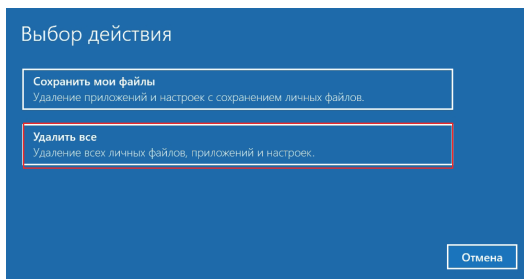 Выбор действия
Сохранить мои файлы
Удаление приложений и настроек с сохранением личных файлов.
Удалить все
Удаление всех личных файлов, приложений и настроек.
Отмена